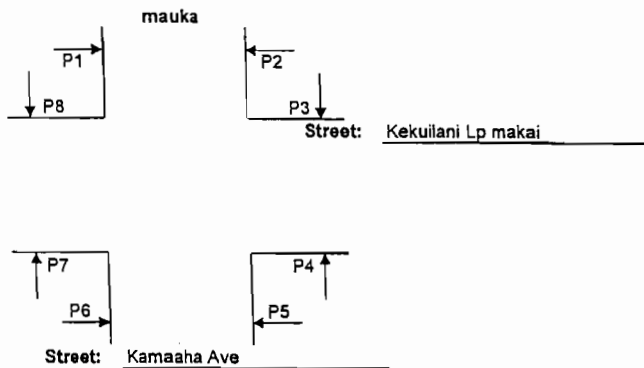 mauka
P1 P2
P8 P3
Street: Kekuilani Lp makai
P7 P4
P6 P5
Street: Kamaaha Ave